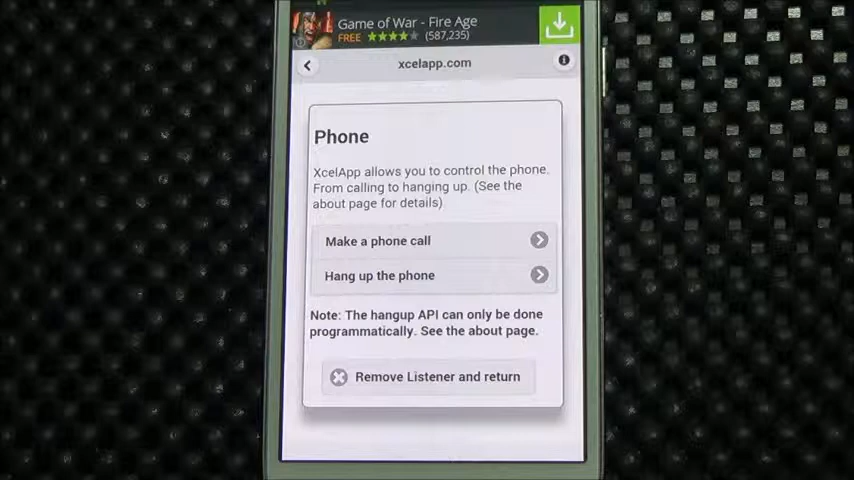 Game of War - Fire Age
FREE (587,235)
xcelapp.com
Phone
XcelApp allows you to control the phone.
From calling to hanging up. (See the
about page for details)
Make a phone call
Hang up the phone
Note: The hangup API can only be done
programmatically. See the about page.
Remove Listener and return